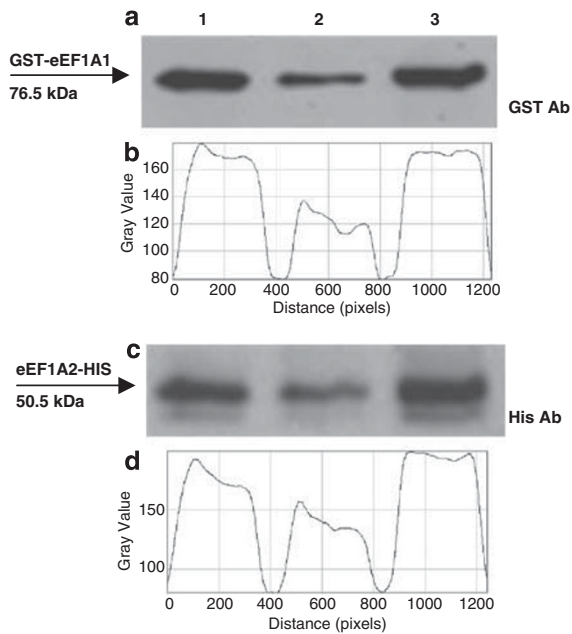 a 1 2 3
GST-eEF1A1
76.5 kDa
GST Ab
b
Gray Value
160
140
120
100
80
0 200 400 600 800 1000 1200
Distance (pixels)
c
eEF1A2-HIS
50.5 kDa
His Ab
d
Gray Value
150
100
0 200 400 600 800 1000 1200
Distance (pixels)